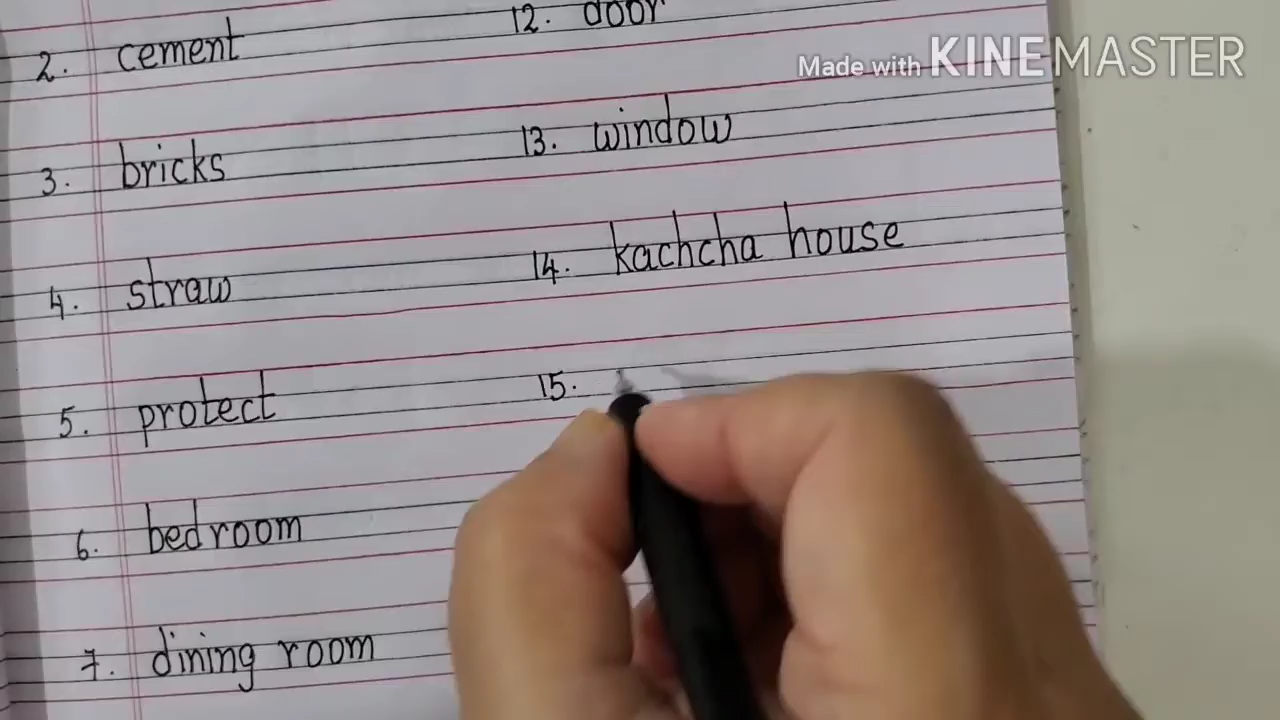 Made with KINEMASTER
2. cement
3. bricks
4. straw
5. protect
6. bedroom
7. dining room
12. door
13. window
14. kachcha house
15.